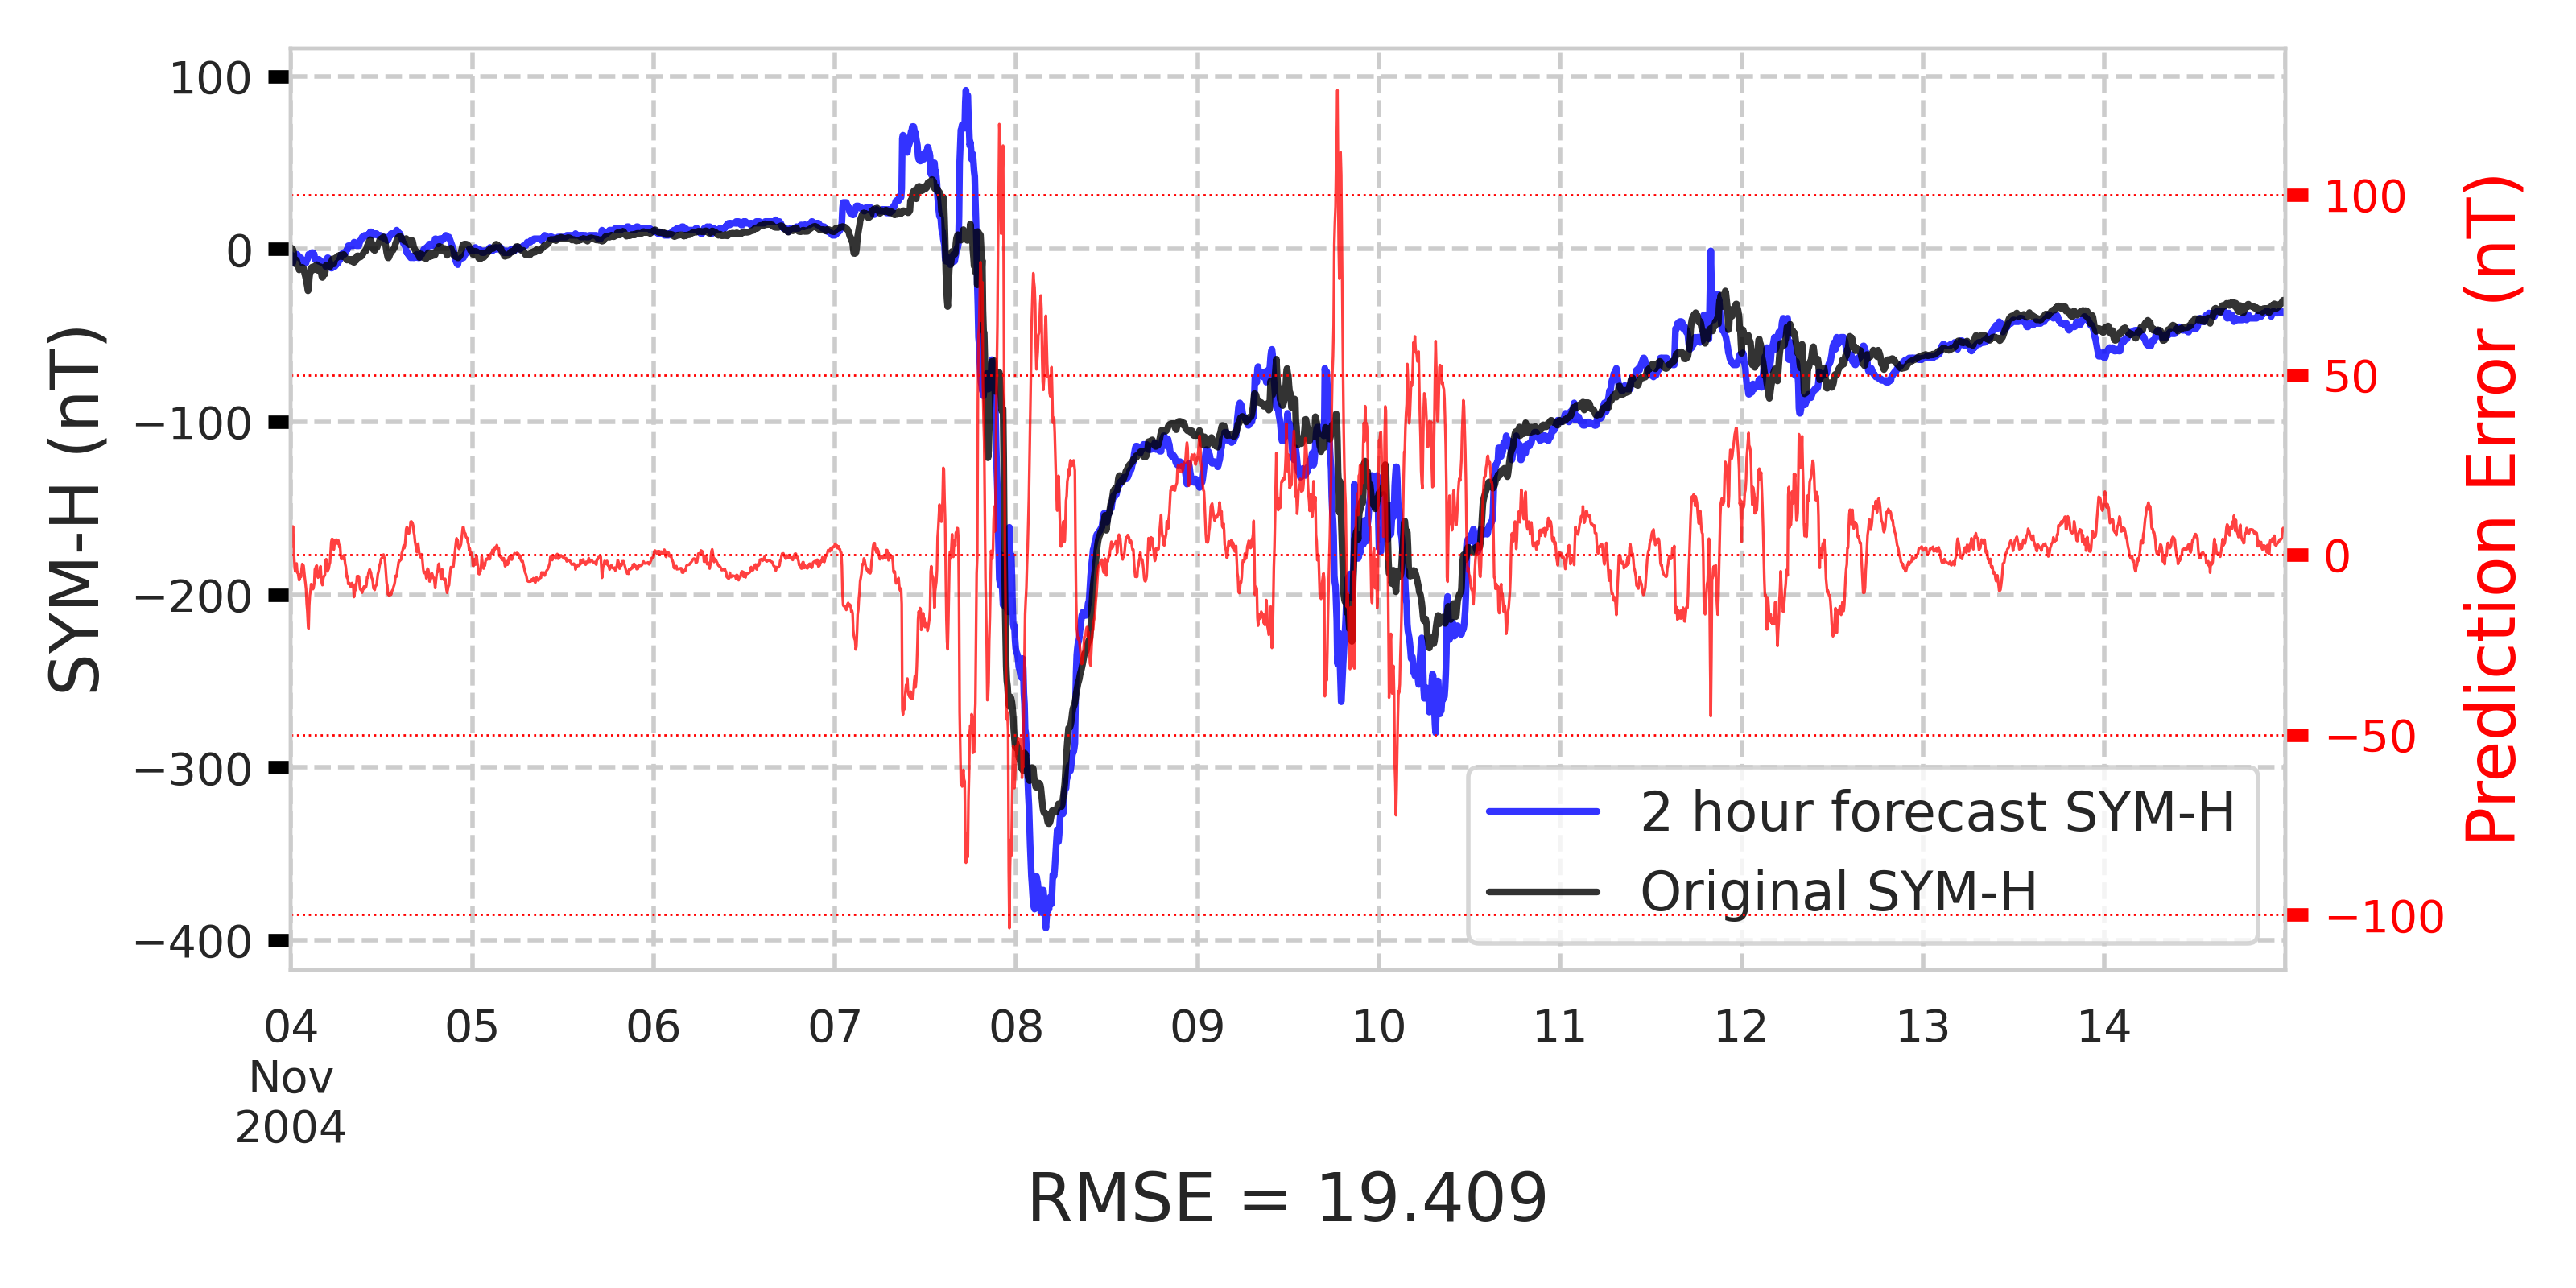 100
0
−100
−200
−300
−400
SYM-H (nT)
100
50
0
−50
−100
Prediction Error (nT)
2 hour forecast SYM-H
Original SYM-H
04 05 06 07 08 09 10 11 12 13 14
Nov
2004
RMSE = 19.409